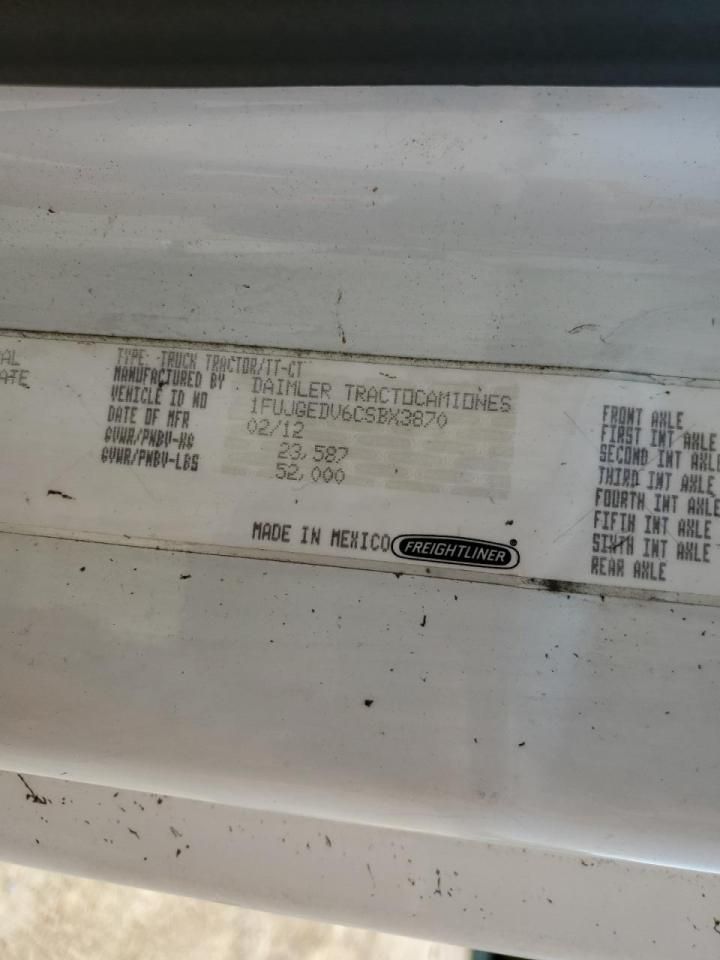 AL
ATE
TYPE: TRUCK TRACTOR/TT-CT
MANUFACTURED BY DAIMLER TRACTOCAMIONES
VEHICLE ID NO 1FUJGEDV6CSBX3870
DATE OF MFR 02/12
GVWR/PNBV-KG 23,587
GVWR/PNBV-LBS 52,000
MADE IN MEXICO FREIGHTLINER
FRONT AXLE
FIRST INT AXLE
SECOND INT AXLE
THIRD INT AXLE
FOURTH INT AXLE
FIFTH INT AXLE
SIXTH INT AXLE
REAR AXLE